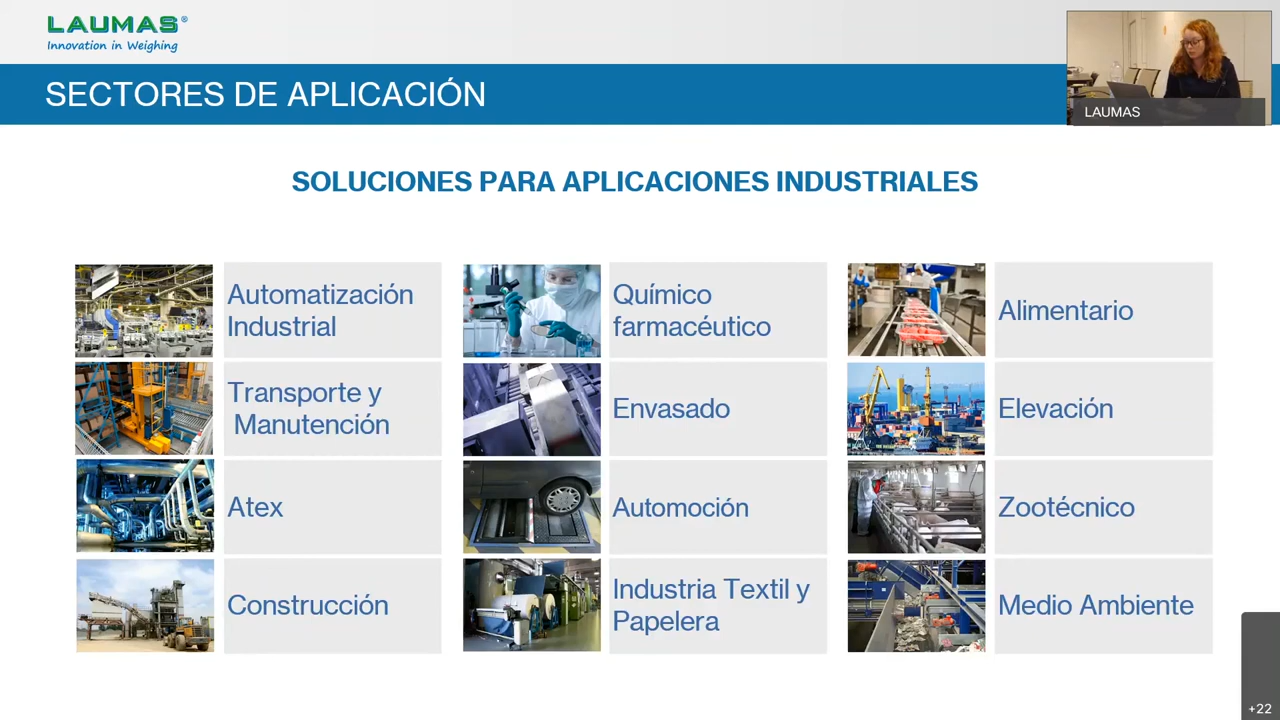 LAUMAS®
Innovation in Weighing
SECTORES DE APLICACIÓN
LAUMAS
SOLUCIONES PARA APLICACIONES INDUSTRIALES
Automatización
Industrial
Químico
farmacéutico
Alimentario
Transporte y
Manutención
Envasado
Elevación
Atex
Automoción
Zootécnico
Construcción
Industria Textil y
Papelera
Medio Ambiente
+22